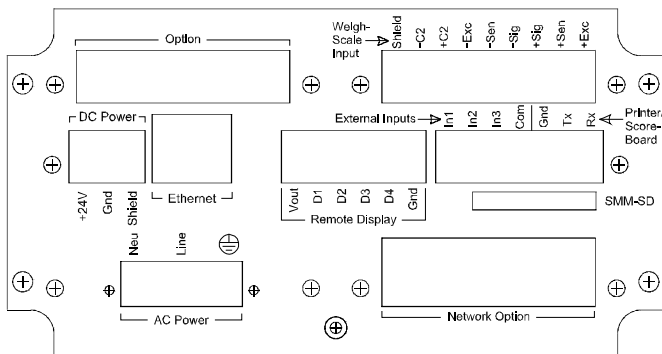 Option
Weigh-
Scale
Input
Shield
-C2
+C2
-Exc
-Sen
-Sig
+Sig
+Sen
+Exc
DC Power
External Inputs
In1
In2
In3
Com
Gnd
Tx
Rx
Printer/
Score-
Board
+24V
Gnd
Shield
Ethernet
Vout
D1
D2
D3
D4
Gnd
Remote Display
SMM-SD
Neu
Line
AC Power
Network Option